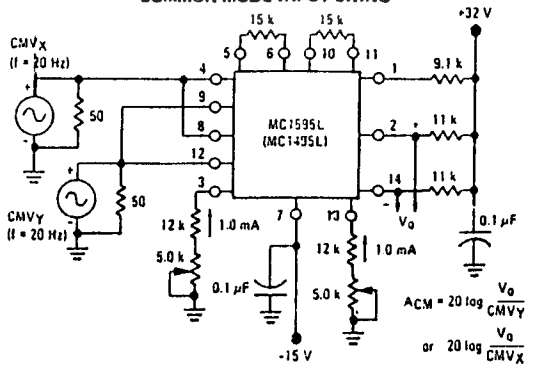 COMMON MODE INPUT SWING
+32 V
15 k
15 k
CMVX
(f = 20 Hz)
5
6
10
11
4
1
9.1 k
+
9
50
8
MC1595L
(MC1495L)
2
+
11 k
-
12
+
3
14
11 k
50
-
CMVY
(f = 20 Hz)
-
VO
7
13
12 k
1.0 mA
12 k
1.0 mA
0.1 µF
5.0 k
0.1 µF
5.0 k
-15 V
ACM = 20 log VO
CMVY
or 20 log VO
CMVX